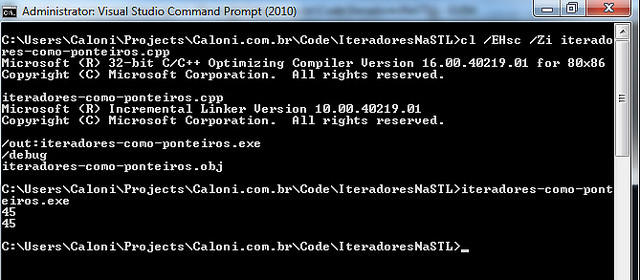 Administrator: Visual Studio Command Prompt (2010)
C:\Users\Caloni\Projects\Caloni.com.br\Code\IteradoresNaSTL>cl /EHsc /Zi iterado
res-como-ponteiros.cpp
Microsoft (R) 32-bit C/C++ Optimizing Compiler Version 16.00.40219.01 for 80x86
Copyright (C) Microsoft Corporation.  All rights reserved.
iteradores-como-ponteiros.cpp
Microsoft (R) Incremental Linker Version 10.00.40219.01
Copyright (C) Microsoft Corporation.  All rights reserved.
/out:iteradores-como-ponteiros.exe
/debug
iteradores-como-ponteiros.obj
C:\Users\Caloni\Projects\Caloni.com.br\Code\IteradoresNaSTL>iteradores-como-pont
eiros.exe
45
45
C:\Users\Caloni\Projects\Caloni.com.br\Code\IteradoresNaSTL>_